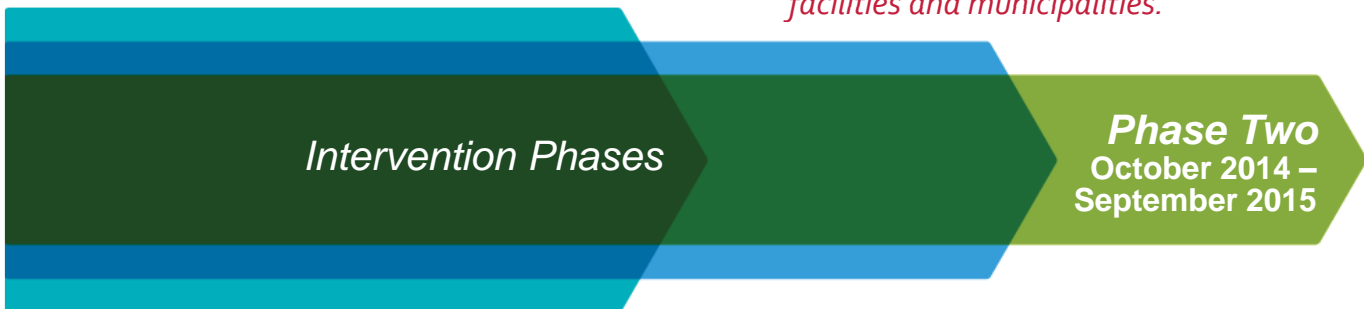 facilities and municipalities.
Intervention Phases
Phase Two
October 2014 –
September 2015